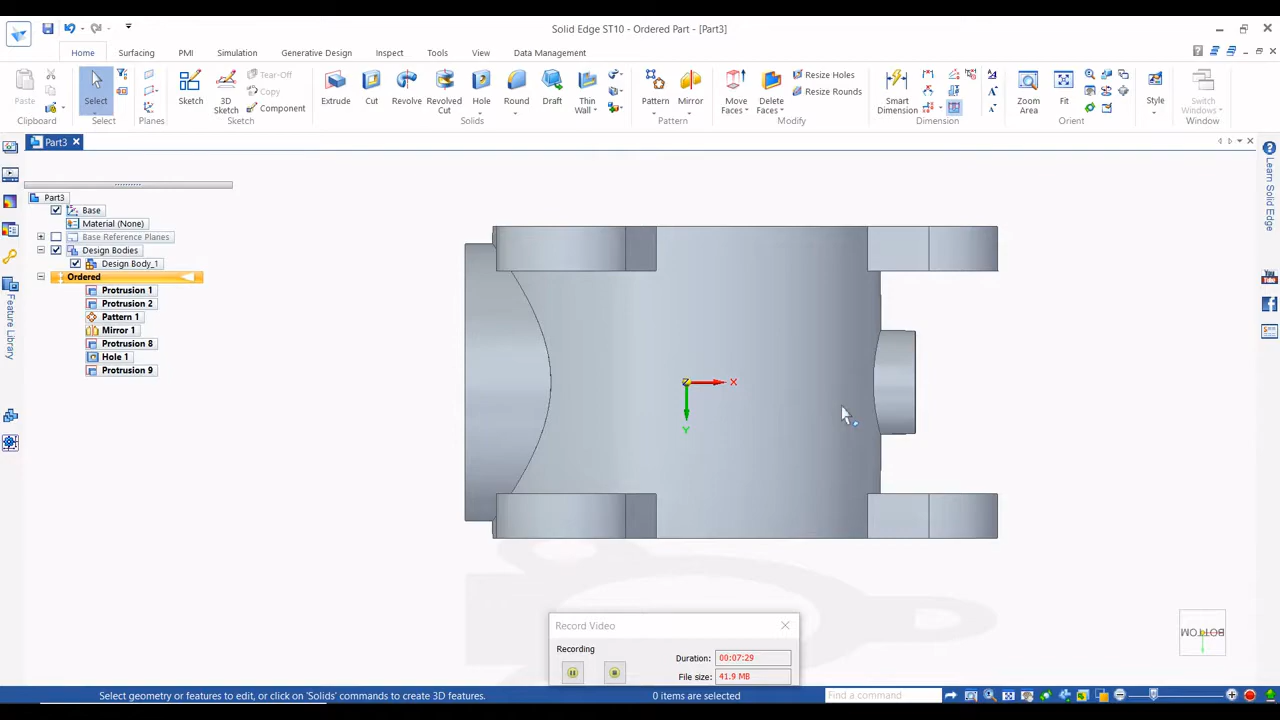 Solid Edge ST10 - Ordered Part - [Part3]
Home Surfacing PMI Simulation Generative Design Inspect Tools View Data Management
Paste Select Sketch 3D Sketch Tear-Off Copy Component Extrude Cut Revolve Revolved Cut Hole Round Draft Thin Wall Pattern Mirror Move Faces Delete Faces Resize Holes Resize Rounds Smart Dimension Zoom Area Fit Style Switch Windows
Clipboard Select Planes Sketch Solids Pattern Modify Dimension Orient Style Window
Part3
Part3
Base
Material (None)
Base Reference Planes
Design Bodies
Design Body_1
Ordered
Protrusion 1
Protrusion 2
Pattern 1
Mirror 1
Protrusion 8
Hole 1
Protrusion 9
Feature Library
Learn Solid Edge
X
Y
BOTTOM
Record Video
Recording
Duration: 00:07:29
File size: 41.9 MB
Select geometry or features to edit, or click on 'Solids' commands to create 3D features. 0 items are selected Find a command